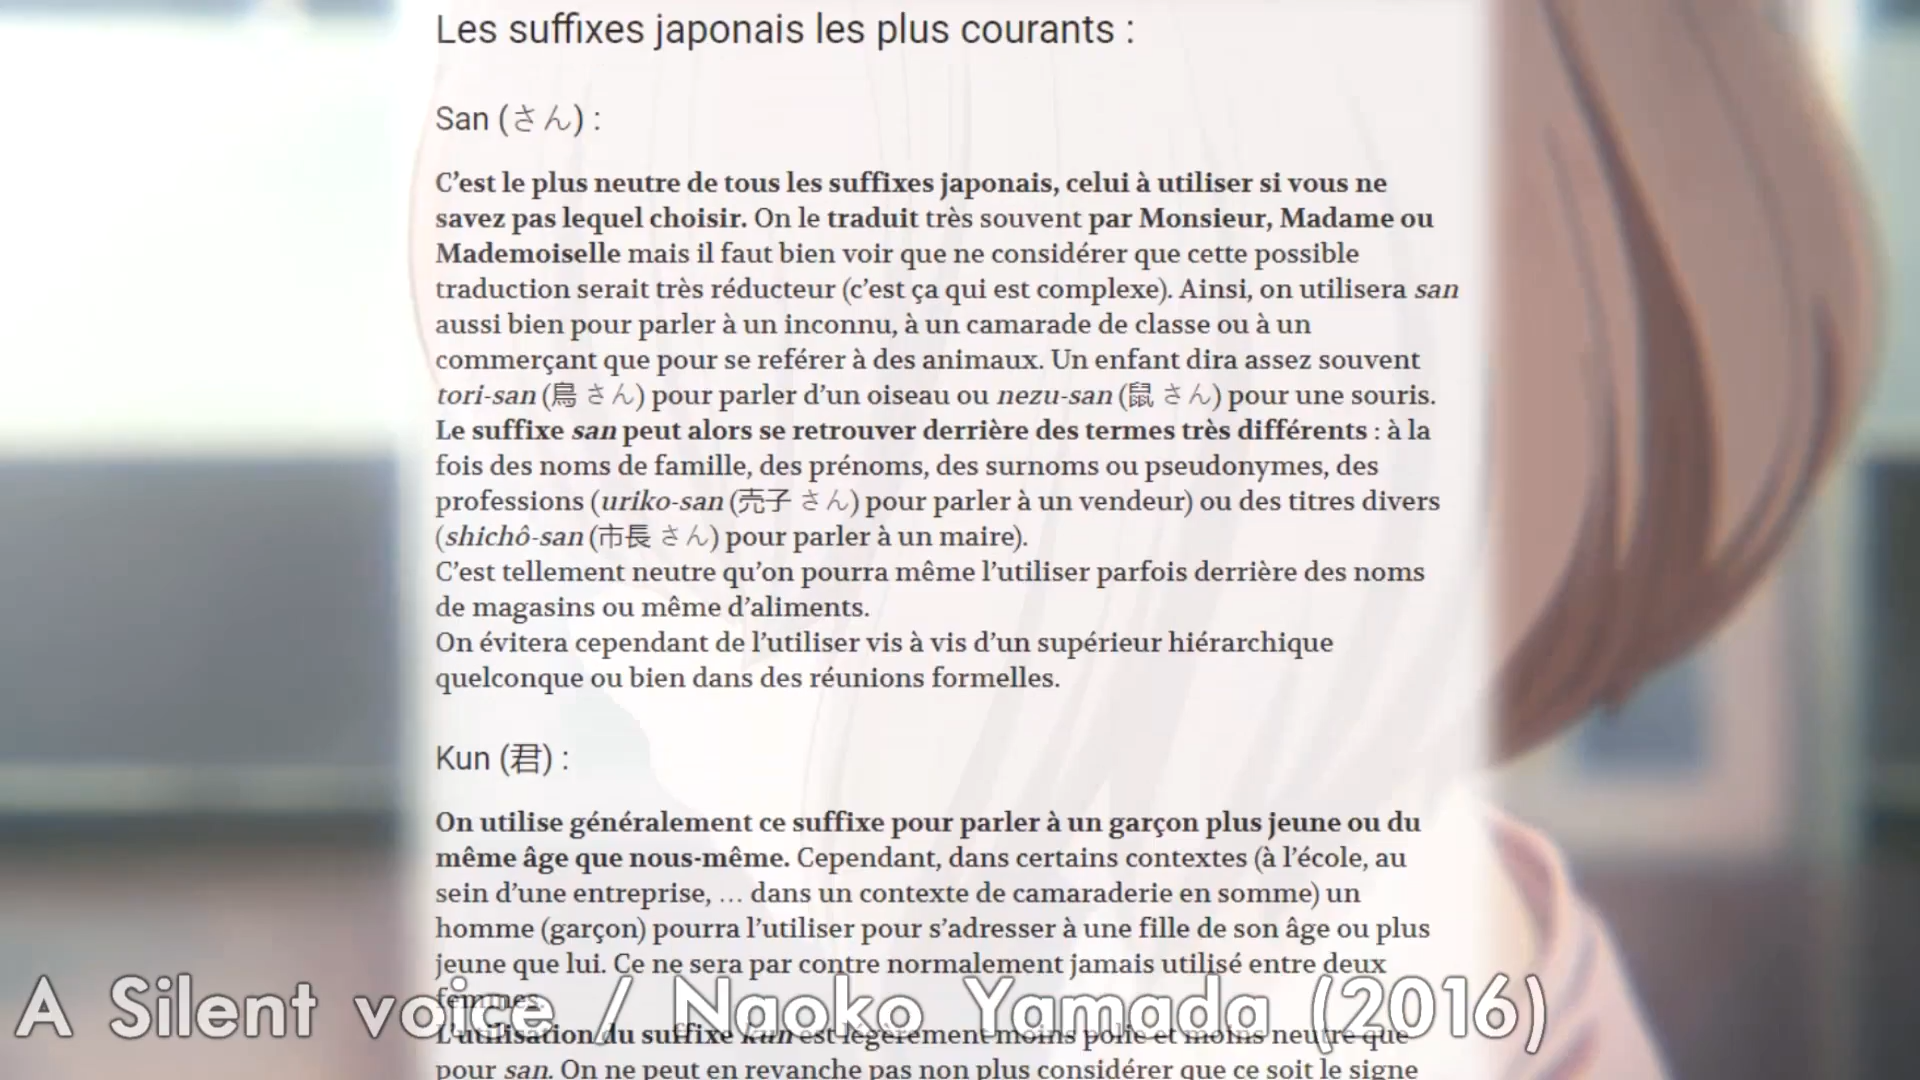 Les suffixes japonais les plus courants :
San (さん) :
C’est le plus neutre de tous les suffixes japonais, celui à utiliser si vous ne
savez pas lequel choisir. On le traduit très souvent par Monsieur, Madame ou
Mademoiselle mais il faut bien voir que ne considérer que cette possible
traduction serait très réducteur (c’est ça qui est complexe). Ainsi, on utilisera san
aussi bien pour parler à un inconnu, à un camarade de classe ou à un
commerçant que pour se reférer à des animaux. Un enfant dira assez souvent
tori-san (鳥 さん) pour parler d’un oiseau ou nezu-san (鼠 さん) pour une souris.
Le suffixe san peut alors se retrouver derrière des termes très différents : à la
fois des noms de famille, des prénoms, des surnoms ou pseudonymes, des
professions (uriko-san (売子 さん) pour parler à un vendeur) ou des titres divers
(shichô-san (市長 さん) pour parler à un maire).
C’est tellement neutre qu’on pourra même l’utiliser parfois derrière des noms
de magasins ou même d’aliments.
On évitera cependant de l’utiliser vis à vis d’un supérieur hiérarchique
quelconque ou bien dans des réunions formelles.
Kun (君) :
On utilise généralement ce suffixe pour parler à un garçon plus jeune ou du
même âge que nous-même. Cependant, dans certains contextes (à l’école, au
sein d’une entreprise, … dans un contexte de camaraderie en somme) un
homme (garçon) pourra l’utiliser pour s’adresser à une fille de son âge ou plus
jeune que lui. Ce ne sera par contre normalement jamais utilisé entre deux
femmes.
A Silent voice / Naoko Yamada (2016)
L’utilisation du suffixe kun est légèrement moins polie et moins neutre que
pour san. On ne peut en revanche pas non plus considérer que ce soit le signe